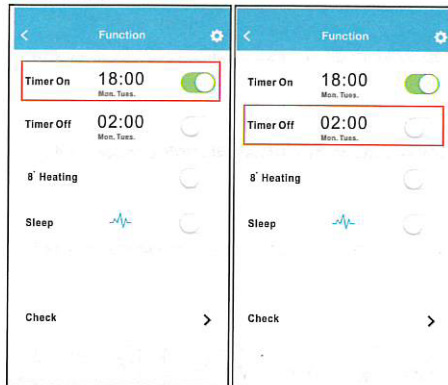 Function
Timer On 18:00
Mon. Tues.
Timer Off 02:00
Mon. Tues.
8° Heating
Sleep
Check
Function
Timer On 18:00
Mon. Tues.
Timer Off 02:00
Mon. Tues.
8° Heating
Sleep
Check